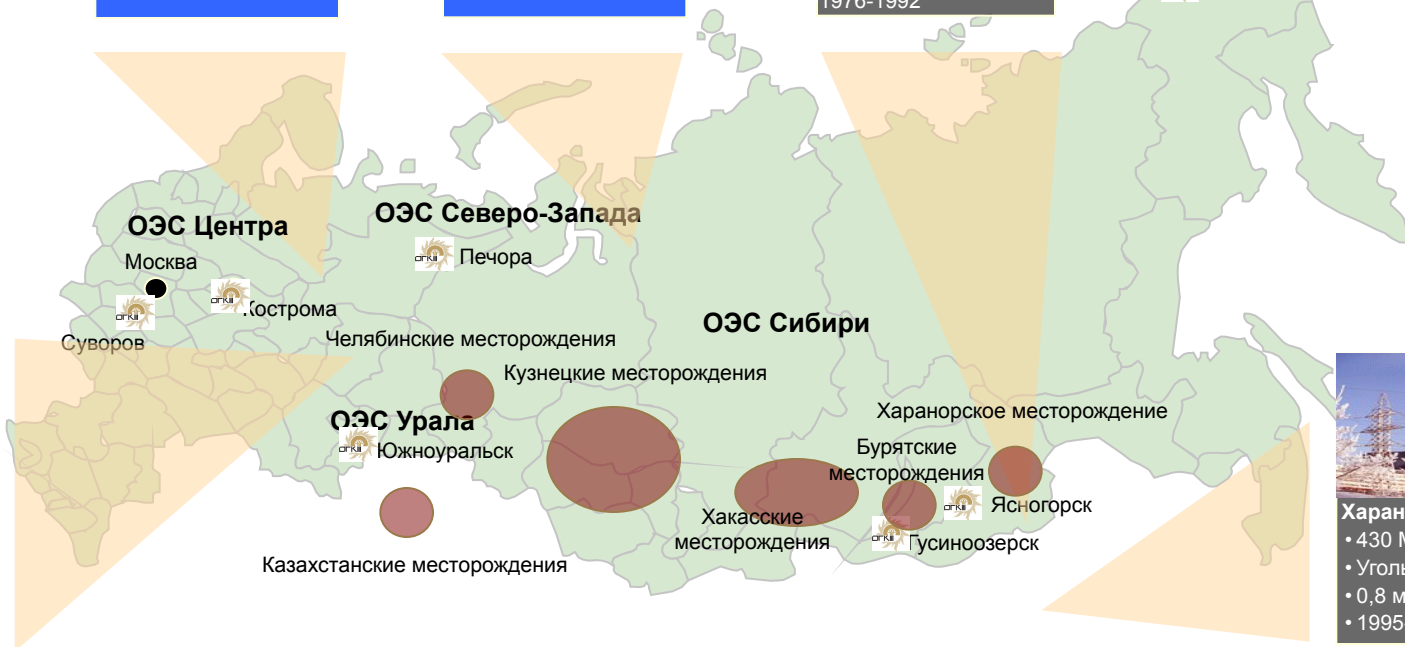 1976-1992
ОЭС Северо-Запада
ОЭС Центра
Печора
Москва
Кострома
ОЭС Сибири
Суворов
Челябинские месторождения
Кузнецкие месторождения
Харанорское месторождение
ОЭС Урала
Южноуральск
Бурятские
месторождения
Ясногорск
Хакасские
месторождения
Гусиноозерск
Казахстанские месторождения
Харан
• 430 М
• Уголь
• 0,8 м
• 1995